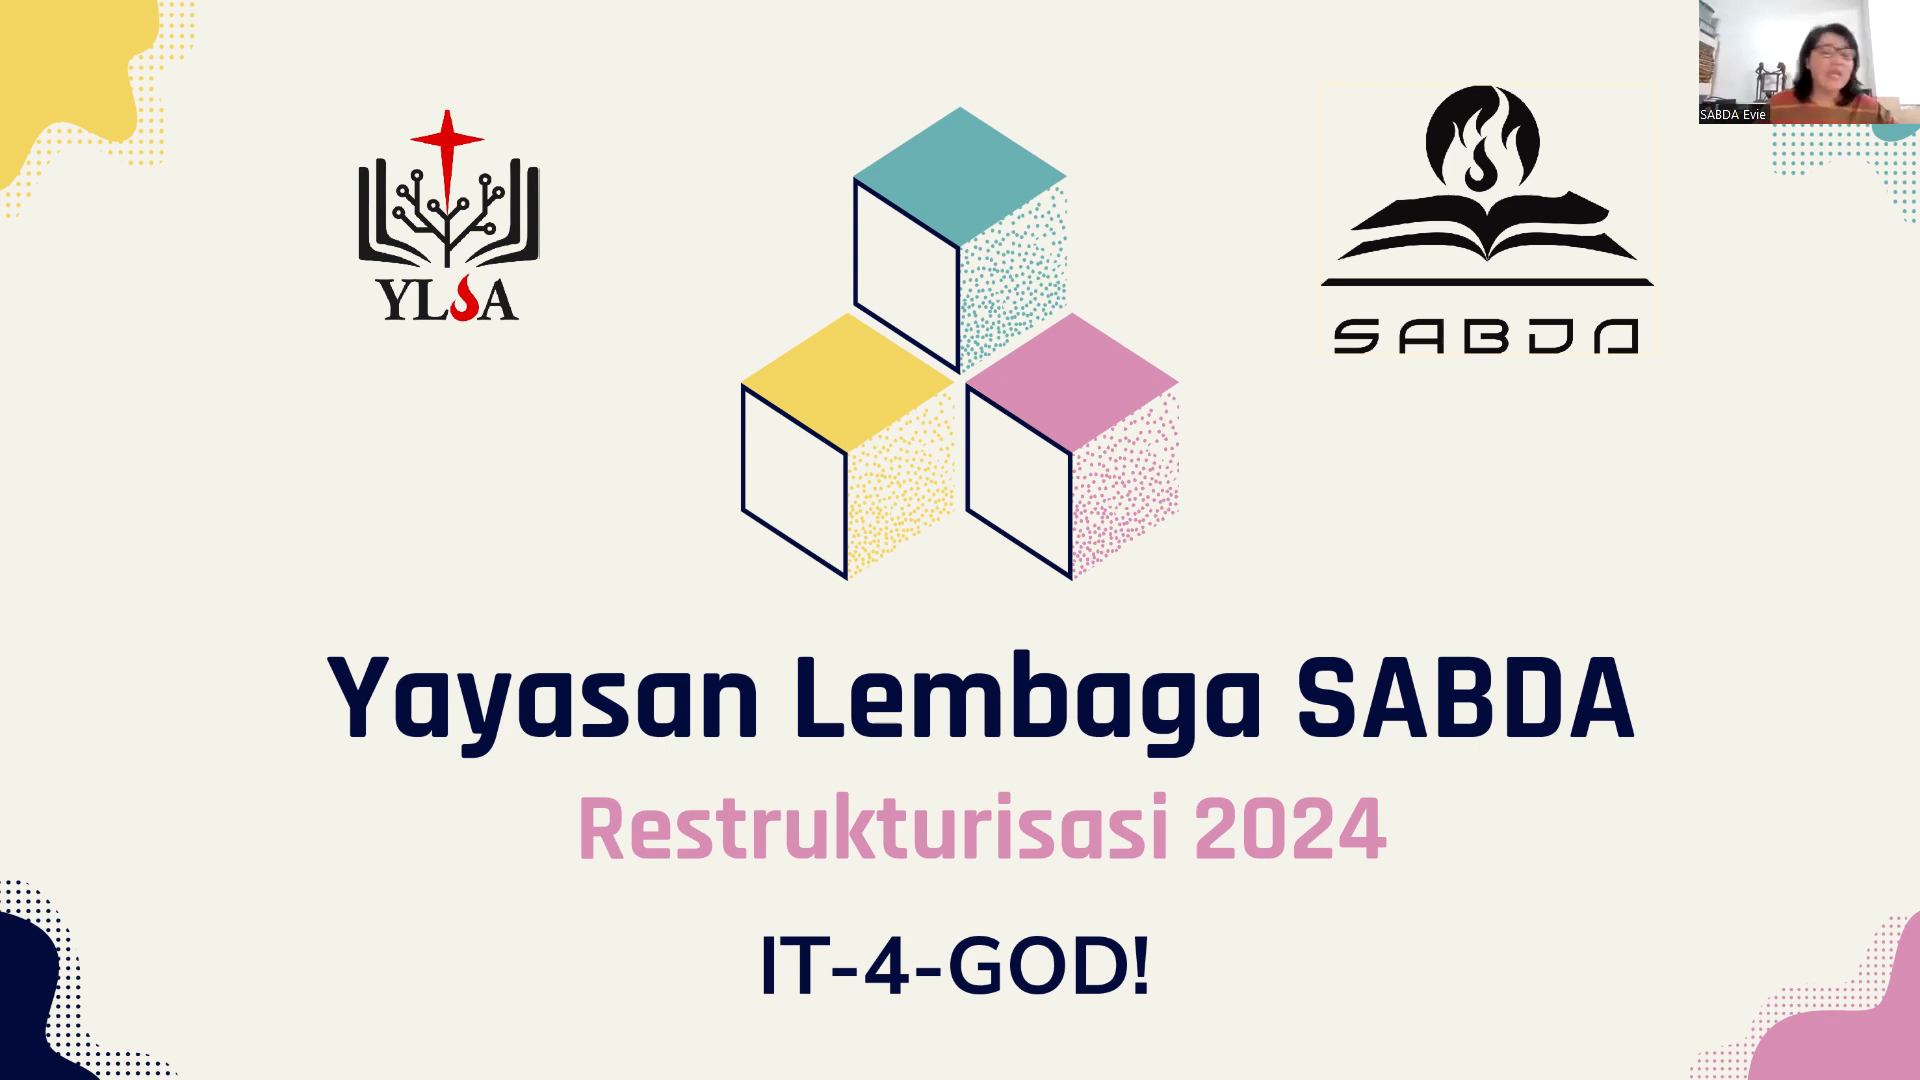 SABDA Evie
YLSA
SABDA
Yayasan Lembaga SABDA
Restrukturisasi 2024
IT-4-GOD!